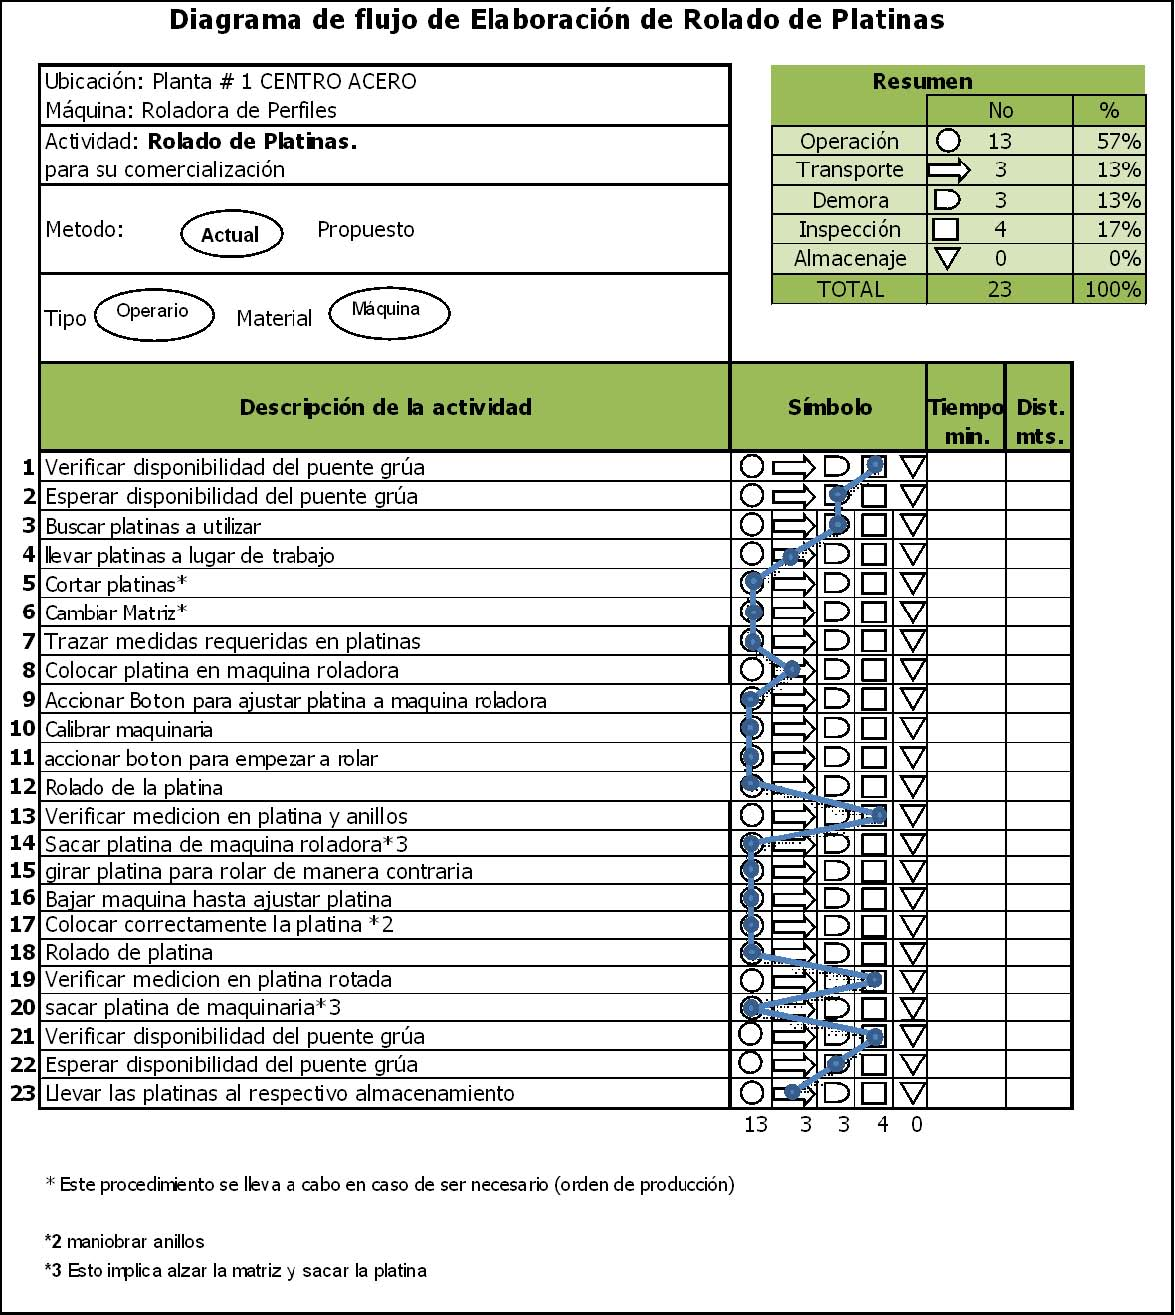 Diagrama de flujo de Elaboración de Rolado de Platinas
Ubicación: Planta # 1 CENTRO ACERO
Máquina: Roladora de Perfiles
Actividad: Rolado de Platinas.
para su comercialización
Metodo: Actual Propuesto
Tipo Operario Material Máquina
Resumen
No %
Operación 13 57%
Transporte 3 13%
Demora 3 13%
Inspección 4 17%
Almacenaje 0 0%
TOTAL 23 100%
Descripción de la actividad Símbolo Tiempo min. Dist. mts.
1 Verificar disponibilidad del puente grúa
2 Esperar disponibilidad del puente grúa
3 Buscar platinas a utilizar
4 llevar platinas a lugar de trabajo
5 Cortar platinas*
6 Cambiar Matriz*
7 Trazar medidas requeridas en platinas
8 Colocar platina en maquina roladora
9 Accionar Boton para ajustar platina a maquina roladora
10 Calibrar maquinaria
11 accionar boton para empezar a rolar
12 Rolado de la platina
13 Verificar medicion en platina y anillos
14 Sacar platina de maquina roladora*3
15 girar platina para rolar de manera contraria
16 Bajar maquina hasta ajustar platina
17 Colocar correctamente la platina *2
18 Rolado de platina
19 Verificar medicion en platina rotada
20 sacar platina de maquinaria*3
21 Verificar disponibilidad del puente grúa
22 Esperar disponibilidad del puente grúa
23 Llevar las platinas al respectivo almacenamiento
13 3 3 4 0
* Este procedimiento se lleva a cabo en caso de ser necesario (orden de producción)
*2 maniobrar anillos
*3 Esto implica alzar la matriz y sacar la platina